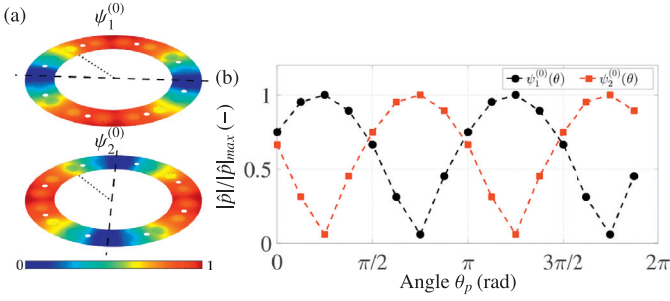 (a)
ψ₁⁽⁰⁾
ψ₂⁽⁰⁾
0 1
(b)
ψ₁⁽⁰⁾(θ) ψ₂⁽⁰⁾(θ)
|p̂|/|p̂|ₘₐₓ (−)
1
0.5
0
0 π/2 π 3π/2 2π
Angle θₚ (rad)